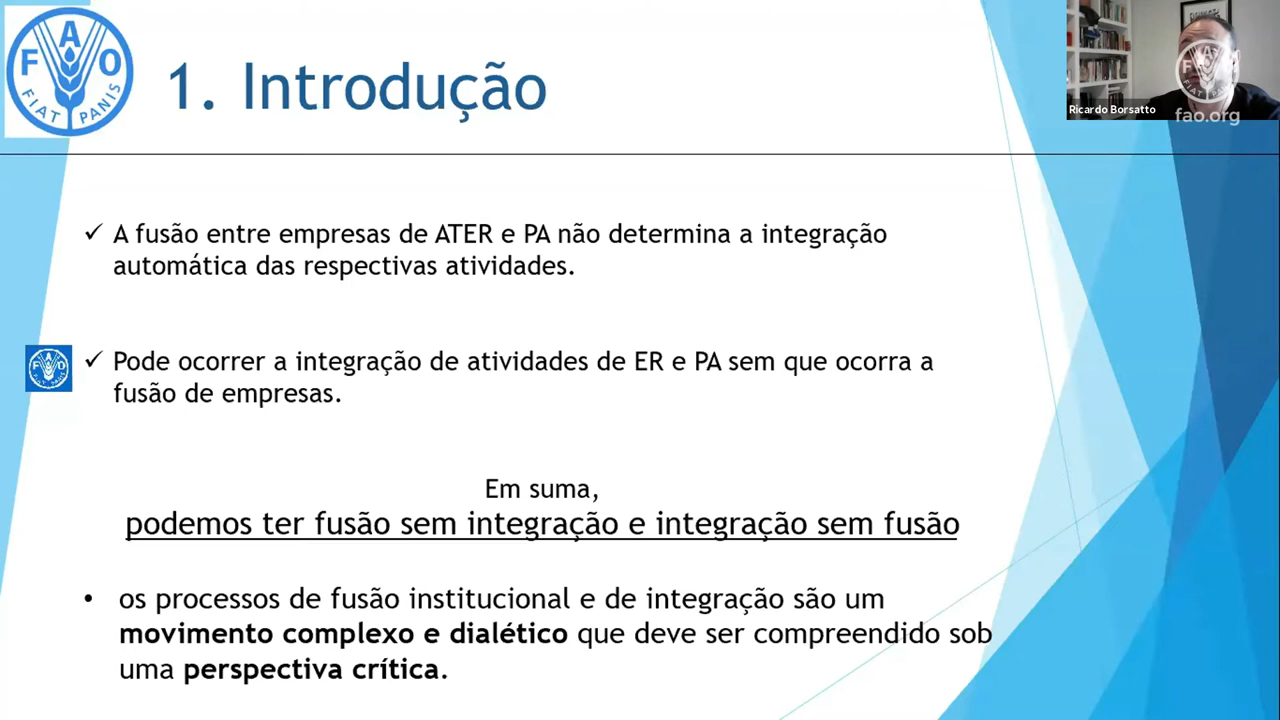 FAO
FIAT PANIS
1. Introdução
Ricardo Borsatto
fao.org
✓ A fusão entre empresas de ATER e PA não determina a integração
automática das respectivas atividades.
✓ Pode ocorrer a integração de atividades de ER e PA sem que ocorra a
fusão de empresas.
Em suma,
podemos ter fusão sem integração e integração sem fusão
• os processos de fusão institucional e de integração são um
movimento complexo e dialético que deve ser compreendido sob
uma perspectiva crítica.